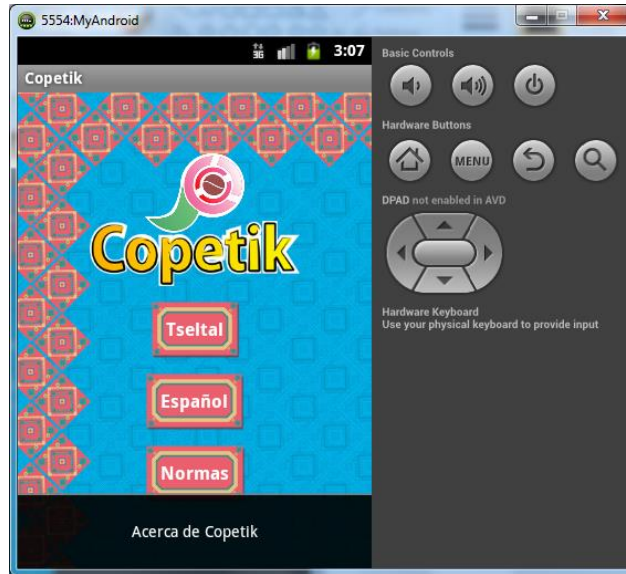 5554:MyAndroid
3G
3:07
Copetik
Copetik
Tseltal
Español
Normas
Acerca de Copetik
Basic Controls
Hardware Buttons
MENU
DPAD not enabled in AVD
Hardware Keyboard
Use your physical keyboard to provide input